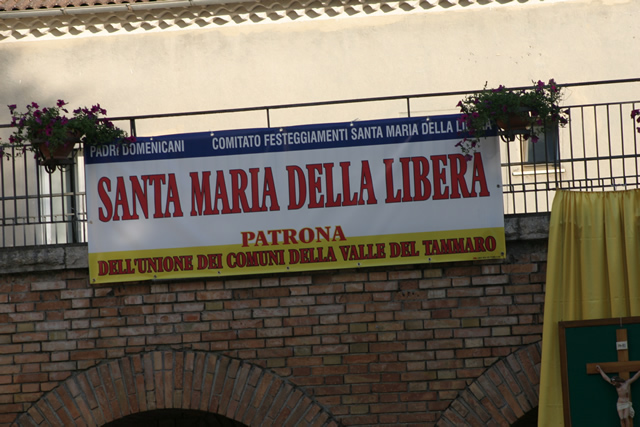 PADRI DOMENICANI COMITATO FESTEGGIAMENTI SANTA MARIA DELLA
SANTA MARIA DELLA LIBERA
PATRONA
DELL'UNIONE DEI COMUNI DELLA VALLE DEL TAMMARO